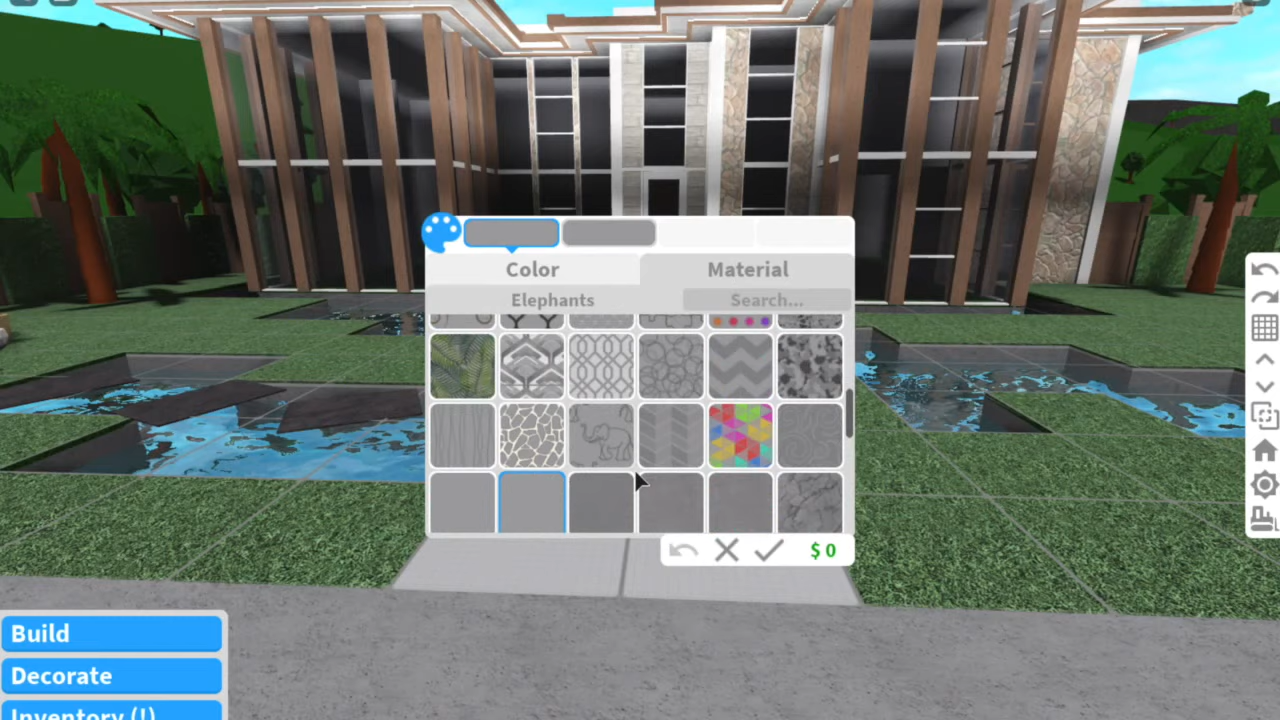 Color
Material
Elephants
Search...
$ 0
Build
Decorate
Inventory (!)